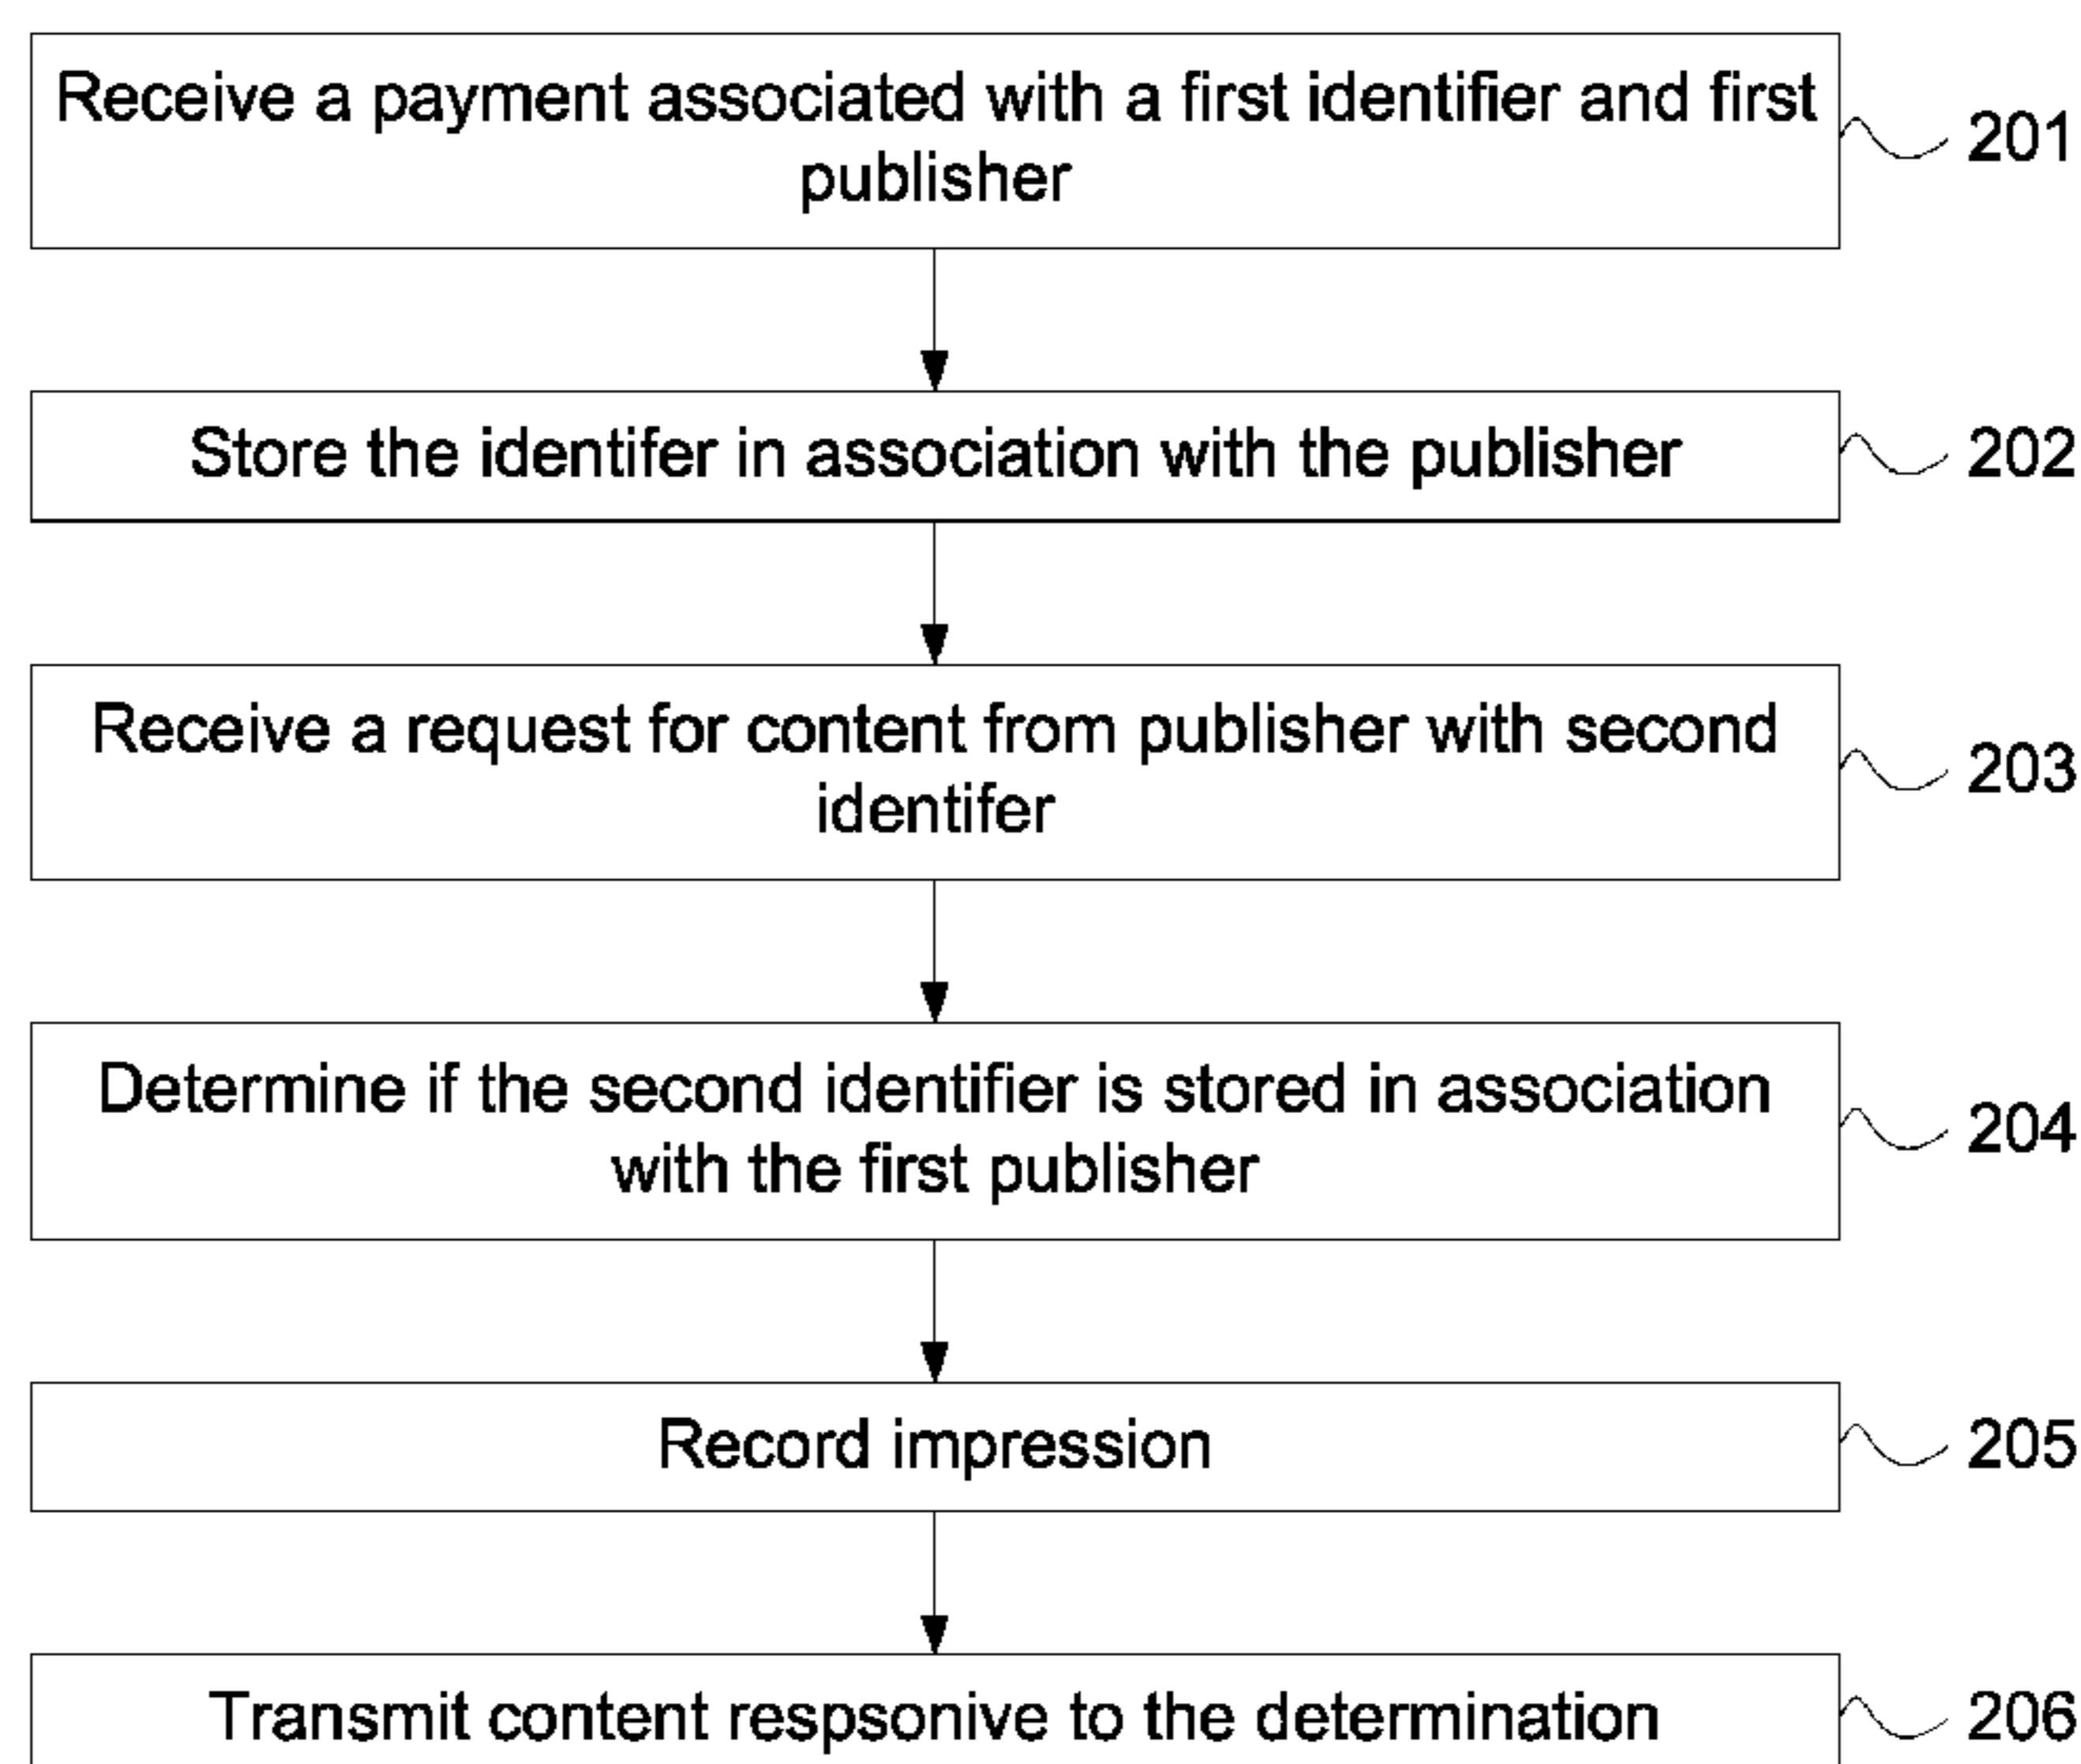 Receive a payment associated with a first identifier and first
publisher
201
Store the identifer in association with the publisher
202
Receive a request for content from publisher with second
identifer
203
Determine if the second identifier is stored in association
with the first publisher
204
Record impression
205
Transmit content respsonive to the determination
206